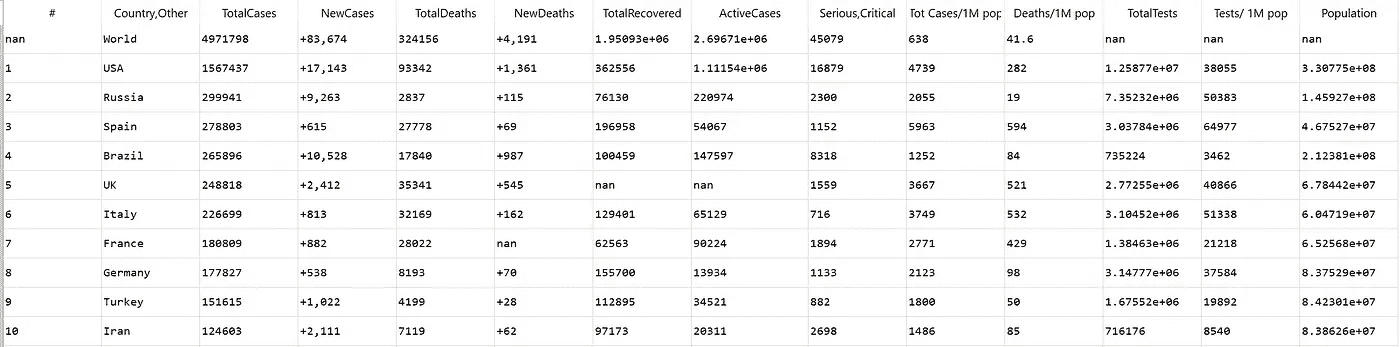 # Country,Other TotalCases NewCases TotalDeaths NewDeaths TotalRecovered ActiveCases Serious,Critical Tot Cases/1M pop Deaths/1M pop TotalTests Tests/ 1M pop Population
nan World 4971798 +83,674 324156 +4,191 1.95093e+06 2.69671e+06 45079 638 41.6 nan nan nan
1 USA 1567437 +17,143 93342 +1,361 362556 1.11154e+06 16879 4739 282 1.25877e+07 38055 3.30775e+08
2 Russia 299941 +9,263 2837 +115 76130 220974 2300 2055 19 7.35232e+06 50383 1.45927e+08
3 Spain 278803 +615 27778 +69 196958 54067 1152 5963 594 3.03784e+06 64977 4.67527e+07
4 Brazil 265896 +10,528 17840 +987 100459 147597 8318 1252 84 735224 3462 2.12381e+08
5 UK 248818 +2,412 35341 +545 nan nan 1559 3667 521 2.77255e+06 40866 6.78442e+07
6 Italy 226699 +813 32169 +162 129401 65129 716 3749 532 3.10452e+06 51338 6.04719e+07
7 France 180809 +882 28022 nan 62563 90224 1894 2771 429 1.38463e+06 21218 6.52568e+07
8 Germany 177827 +538 8193 +70 155700 13934 1133 2123 98 3.14777e+06 37584 8.37529e+07
9 Turkey 151615 +1,022 4199 +28 112895 34521 882 1800 50 1.67552e+06 19892 8.42301e+07
10 Iran 124603 +2,111 7119 +62 97173 20311 2698 1486 85 716176 8540 8.38626e+07